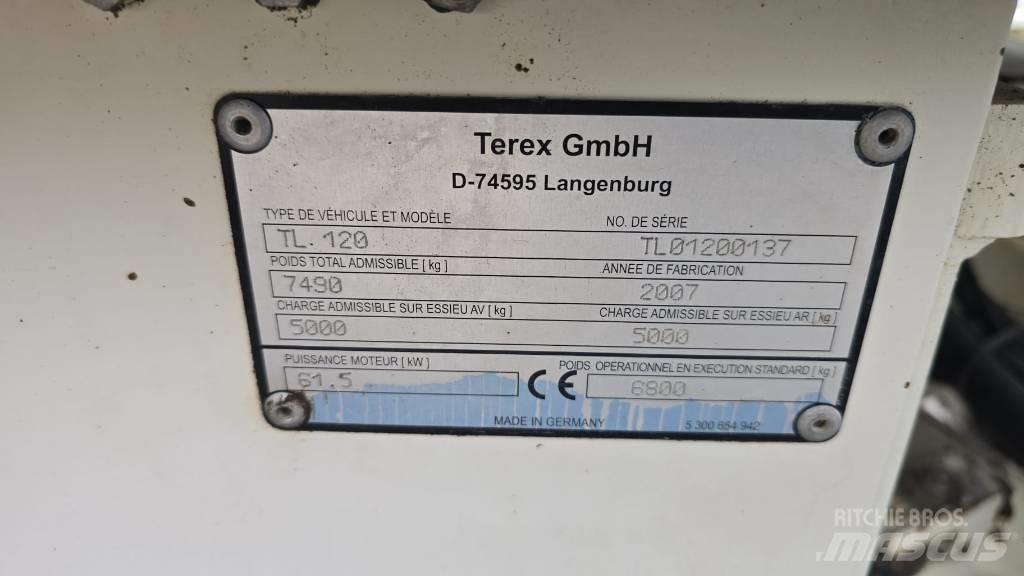 Terex GmbH
D-74595 Langenburg
TYPE DE VÉHICULE ET MODÈLE NO. DE SÉRIE
TL.120 TL01200137
POIDS TOTAL ADMISSIBLE [ kg ] ANNEE DE FABRICATION
7490 2007
CHARGE ADMISSIBLE SUR ESSIEU AV [ kg ] CHARGE ADMISSIBLE SUR ESSIEU AR [ kg ]
5000 5000
PUISSANCE MOTEUR [ kW ] POIDS OPERATIONNEL EN EXECUTION STANDARD [ kg ]
61.5 CE 6800
MADE IN GERMANY 5 300 654 942
RITCHIE BROS.
MASCUS